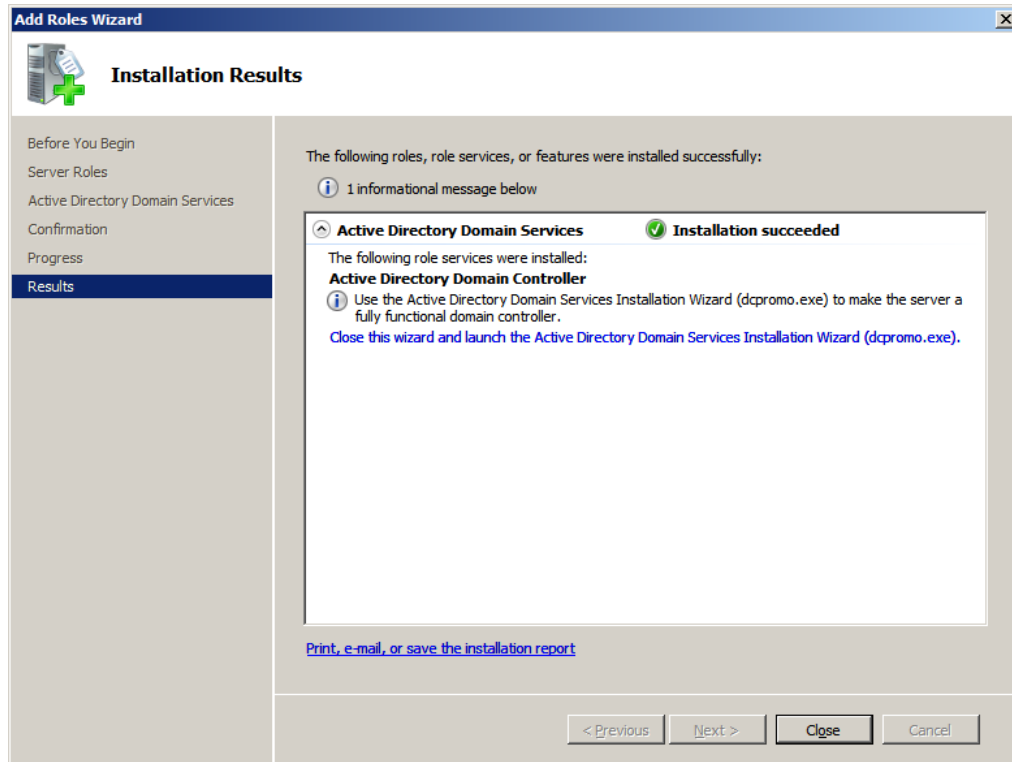 Add Roles Wizard
Installation Results
Before You Begin
Server Roles
Active Directory Domain Services
Confirmation
Progress
Results
The following roles, role services, or features were installed successfully:
1 informational message below
Active Directory Domain Services Installation succeeded
The following role services were installed:
Active Directory Domain Controller
Use the Active Directory Domain Services Installation Wizard (dcpromo.exe) to make the server a
fully functional domain controller.
Close this wizard and launch the Active Directory Domain Services Installation Wizard (dcpromo.exe).
Print, e-mail, or save the installation report
< Previous Next > Close Cancel